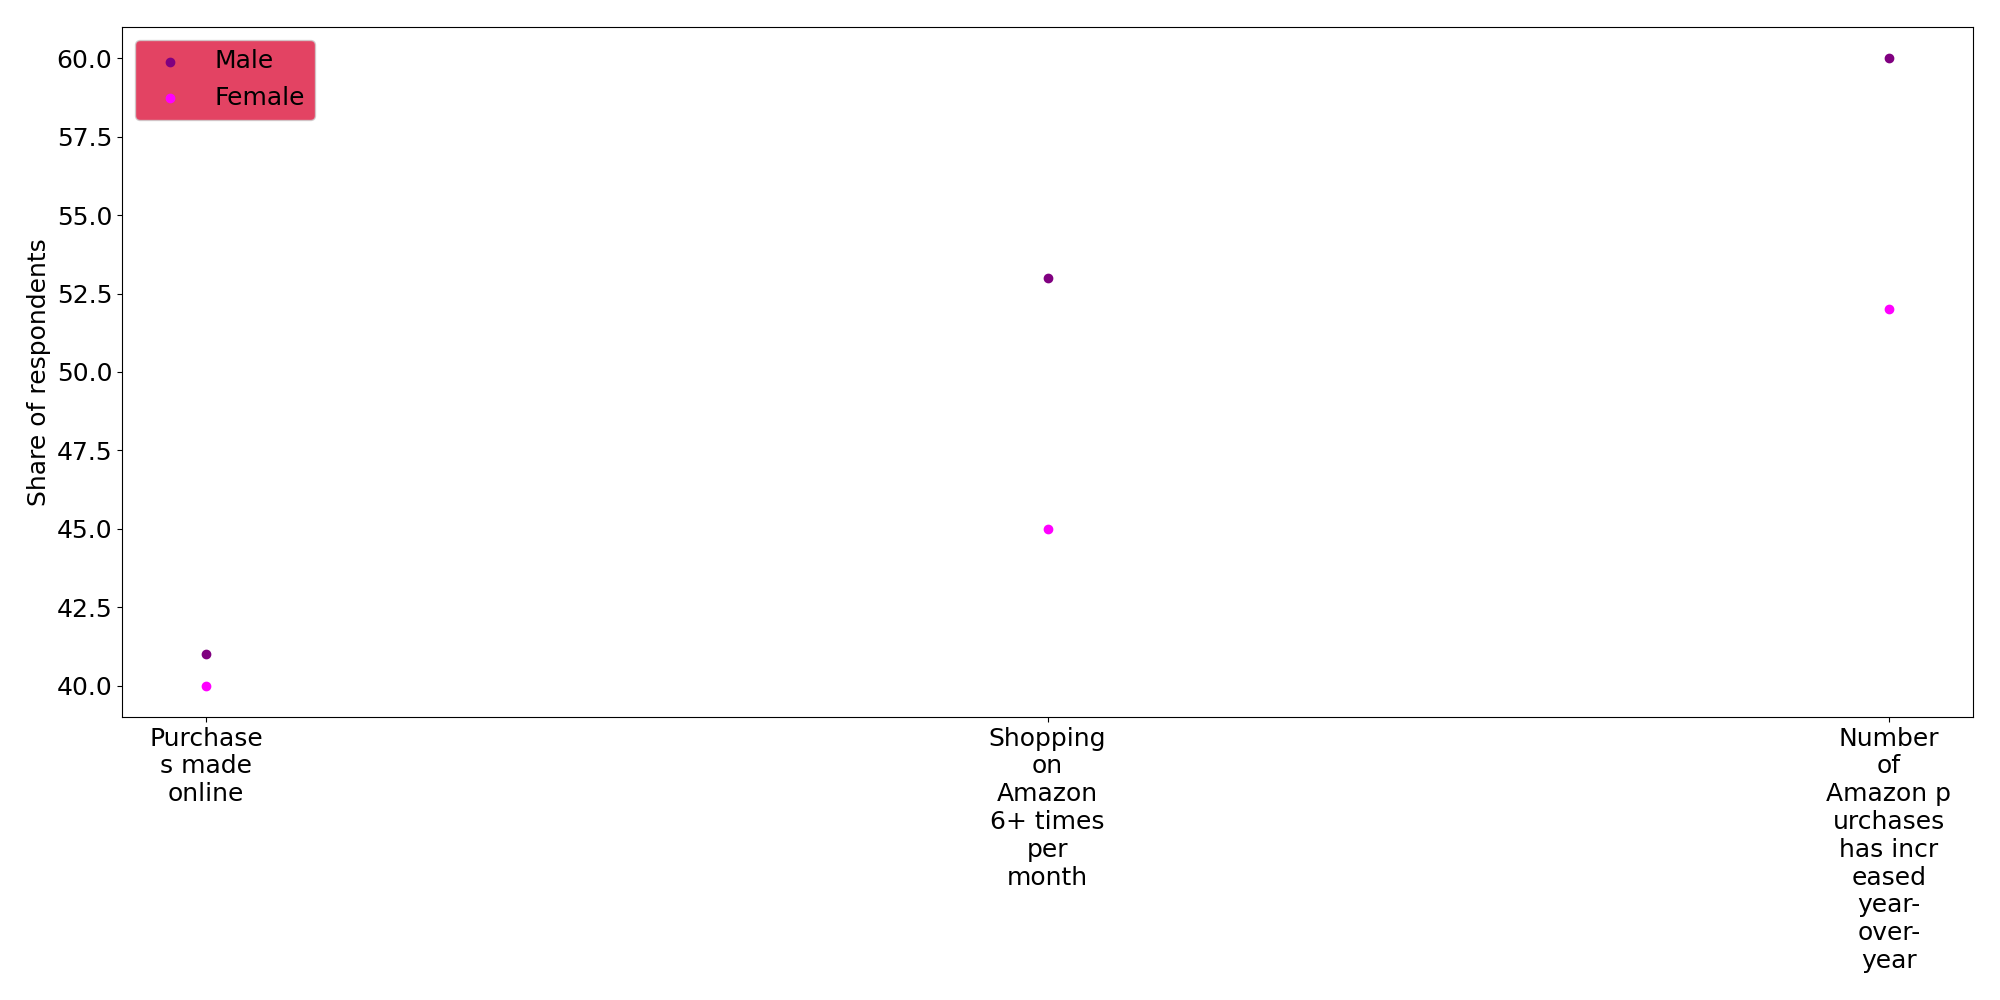 Male
Female
Share of respondents
60.0
57.5
55.0
52.5
50.0
47.5
45.0
42.5
40.0
Purchase
s made
online
Shopping
on
Amazon
6+ times
per
month
Number
of
Amazon p
urchases
has incr
eased
year-
over-
year